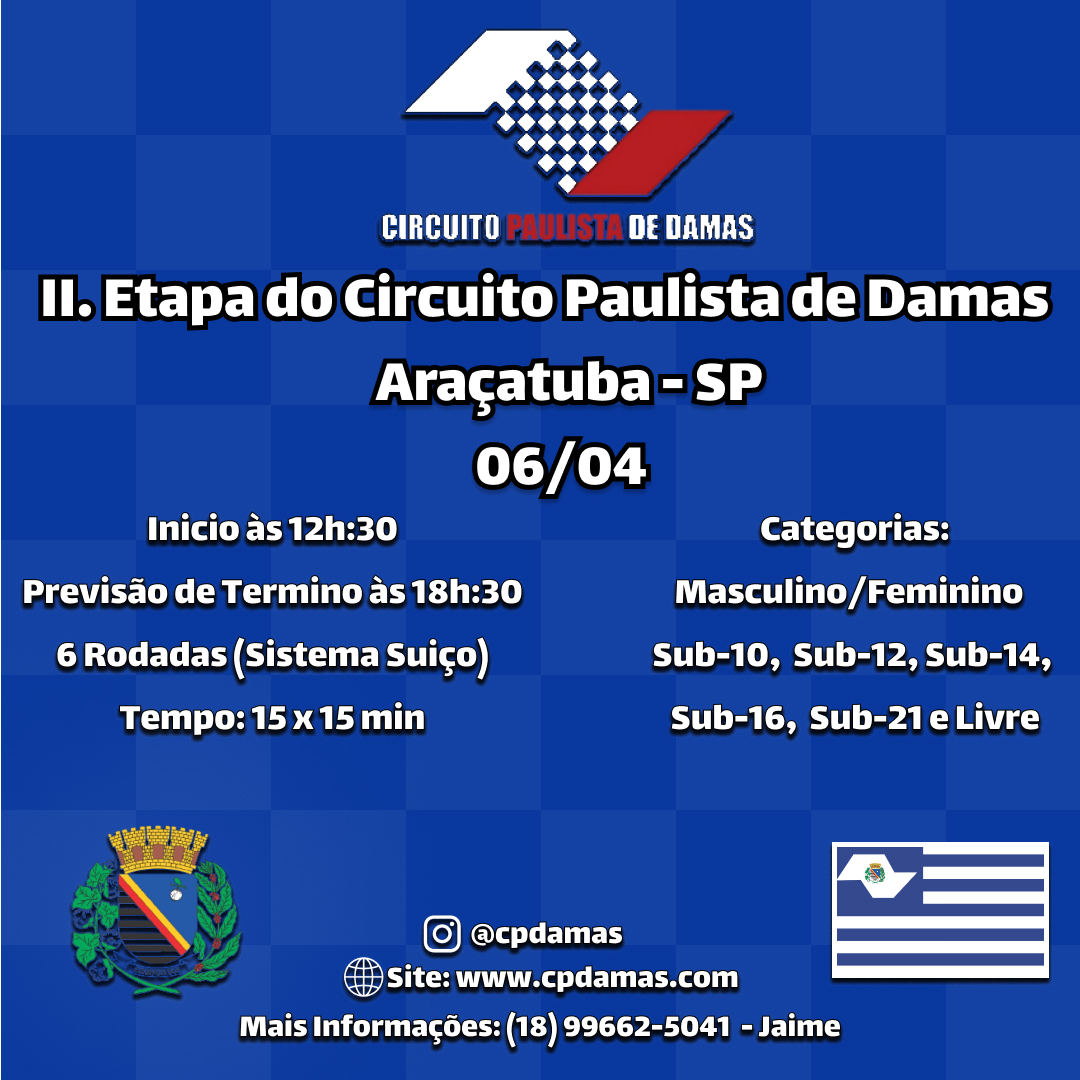 CIRCUITO PAULISTA DE DAMAS
II. Etapa do Circuito Paulista de Damas
Araçatuba - SP
06/04
Inicio às 12h:30
Previsão de Termino às 18h:30
6 Rodadas (Sistema Suiço)
Tempo: 15 x 15 min
Categorias:
Masculino/Feminino
Sub-10, Sub-12, Sub-14,
Sub-16, Sub-21 e Livre
@cpdamas
Site: www.cpdamas.com
Mais Informações: (18) 99662-5041 - Jaime